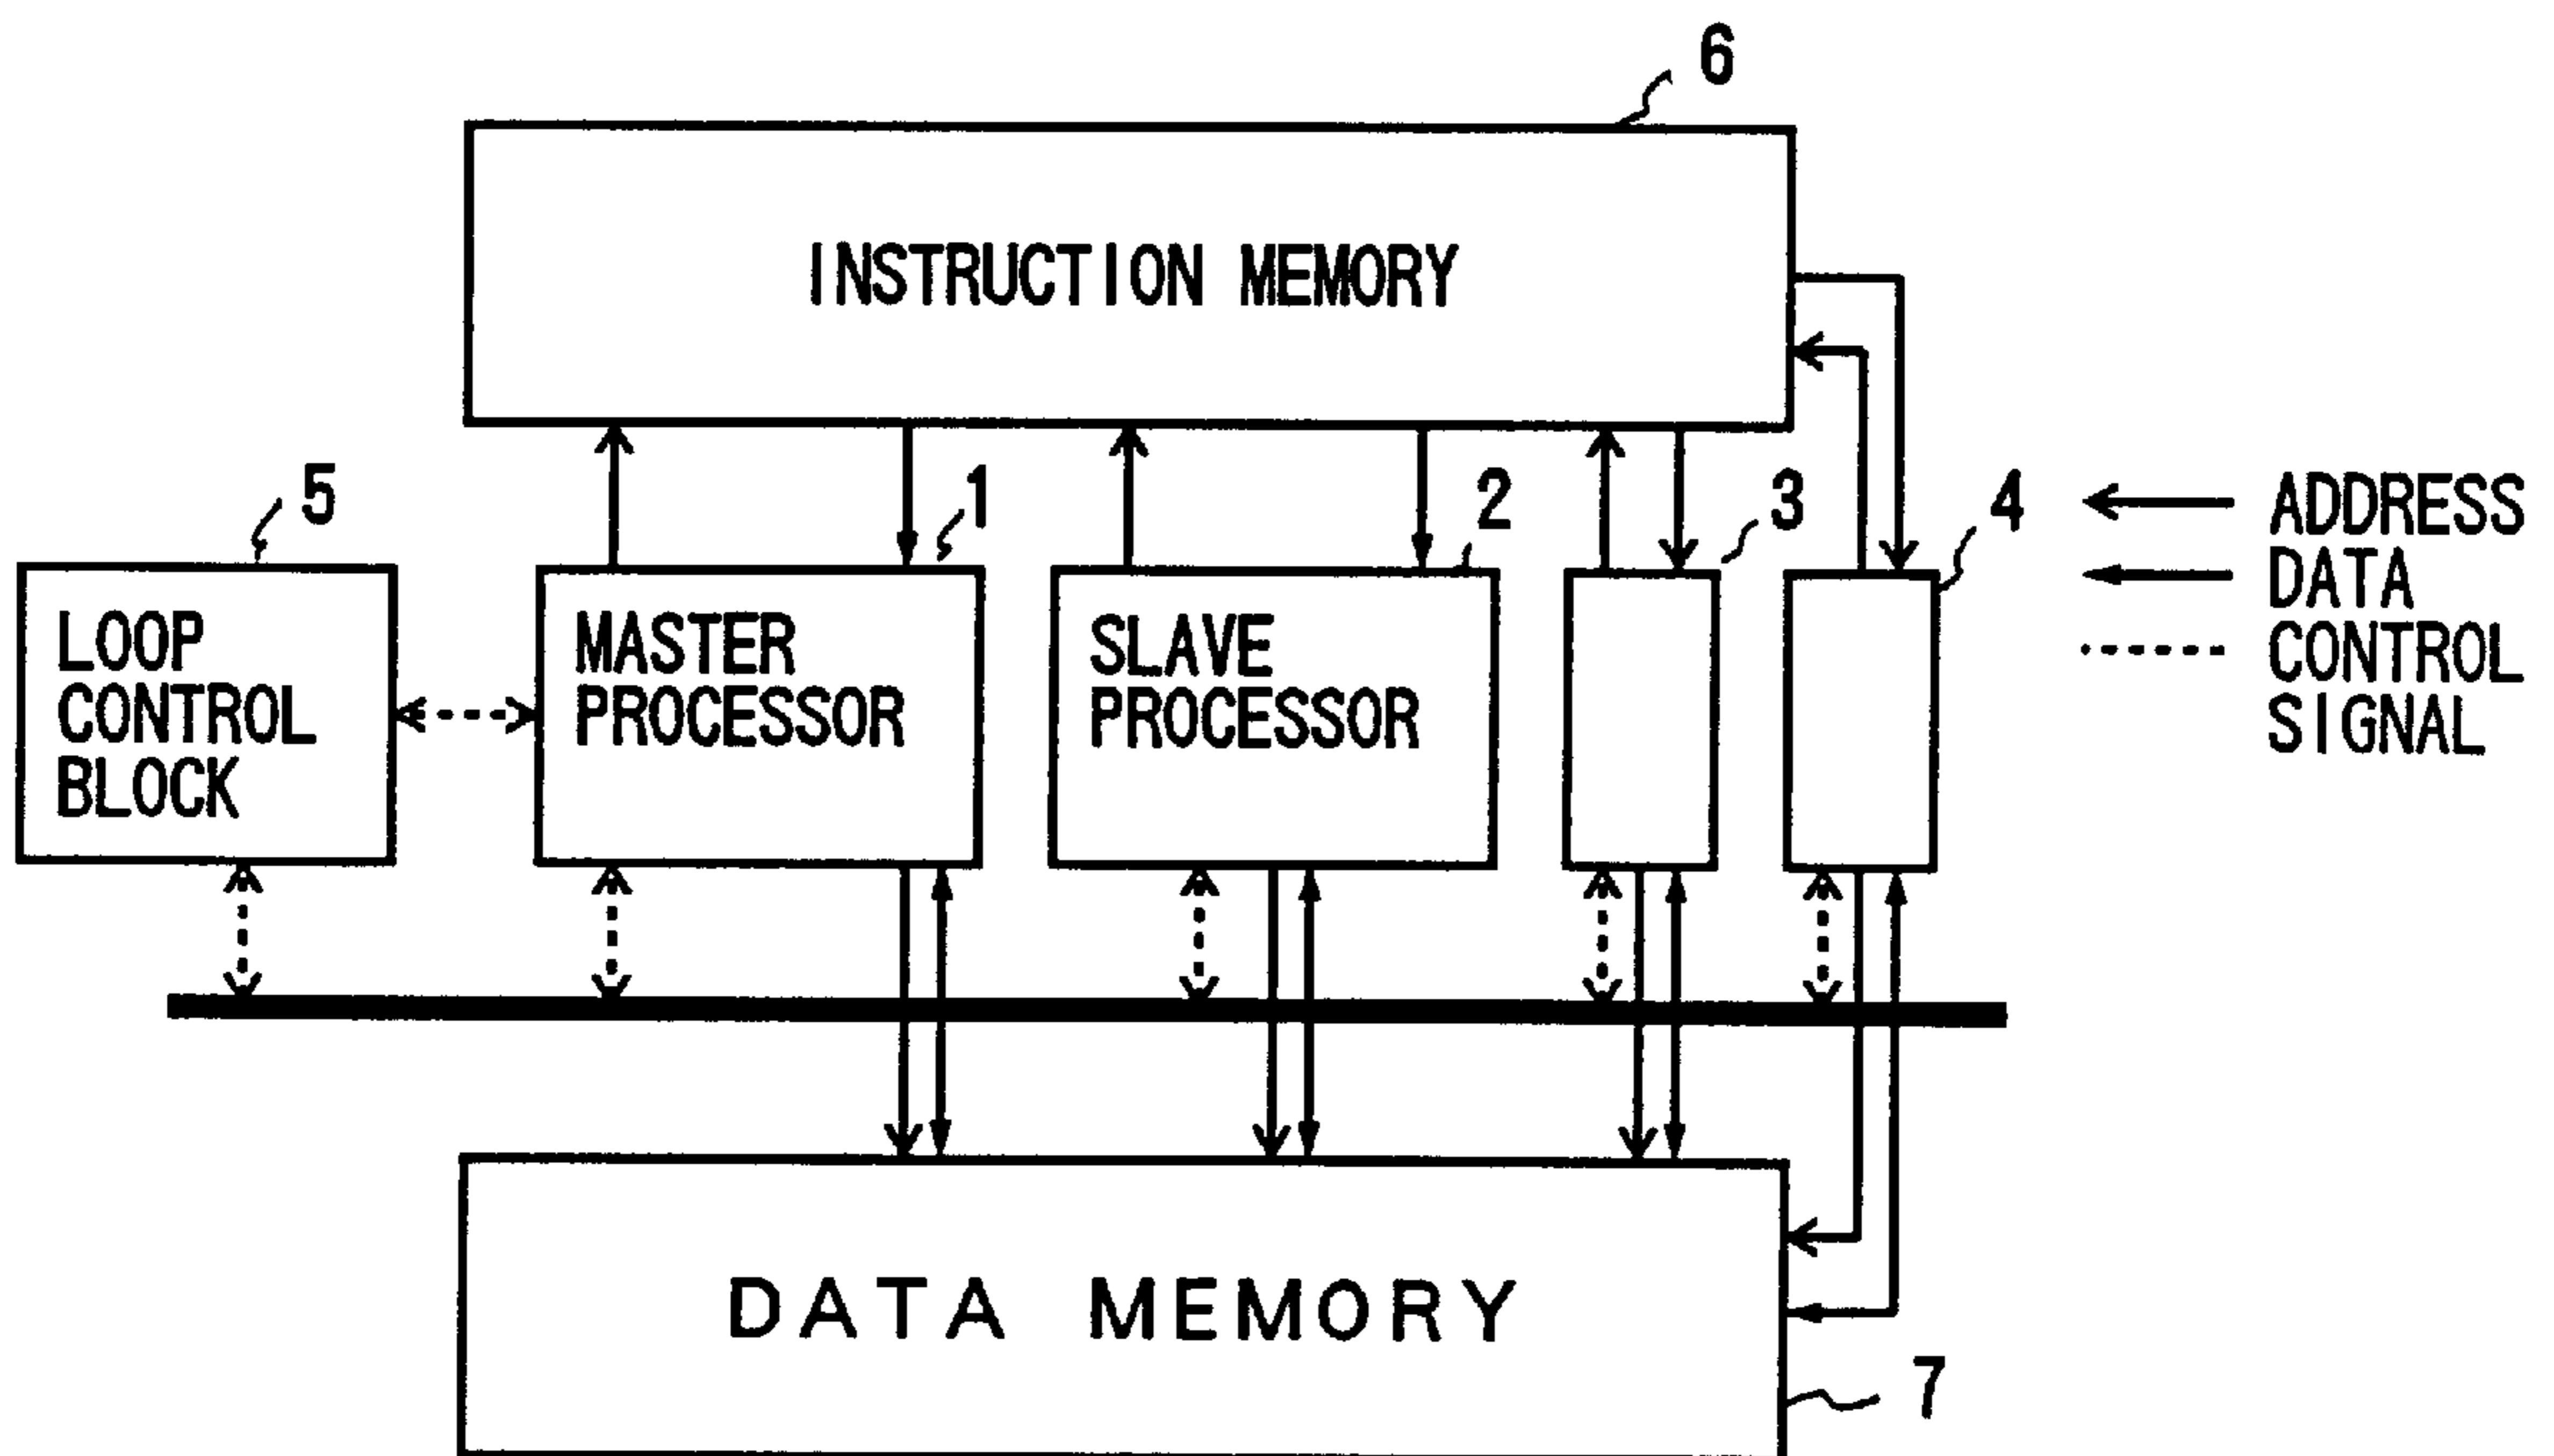 6
INSTRUCTION MEMORY
5
1
2
3
4
LOOP
CONTROL
BLOCK
MASTER
PROCESSOR
SLAVE
PROCESSOR
ADDRESS
DATA
CONTROL
SIGNAL
DATA MEMORY
7